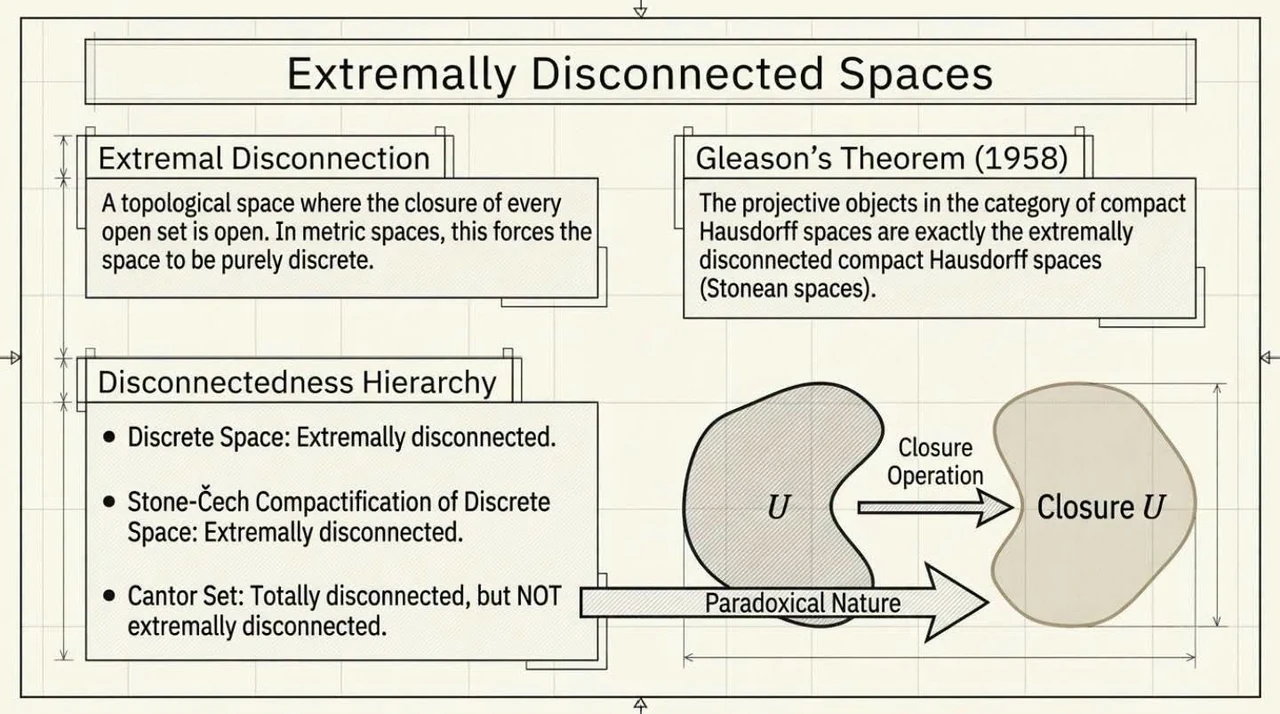 Extremally Disconnected Spaces
Extremal Disconnection
A topological space where the closure of every
open set is open. In metric spaces, this forces the
space to be purely discrete.
Gleason's Theorem (1958)
The projective objects in the category of compact
Hausdorff spaces are exactly the extremally
disconnected compact Hausdorff spaces
(Stonean spaces).
Disconnectedness Hierarchy
• Discrete Space: Extremally disconnected.
• Stone-Čech Compactification of Discrete
Space: Extremally disconnected.
• Cantor Set: Totally disconnected, but NOT
extremally disconnected.
U
Closure
Operation
Closure U
Paradoxical Nature